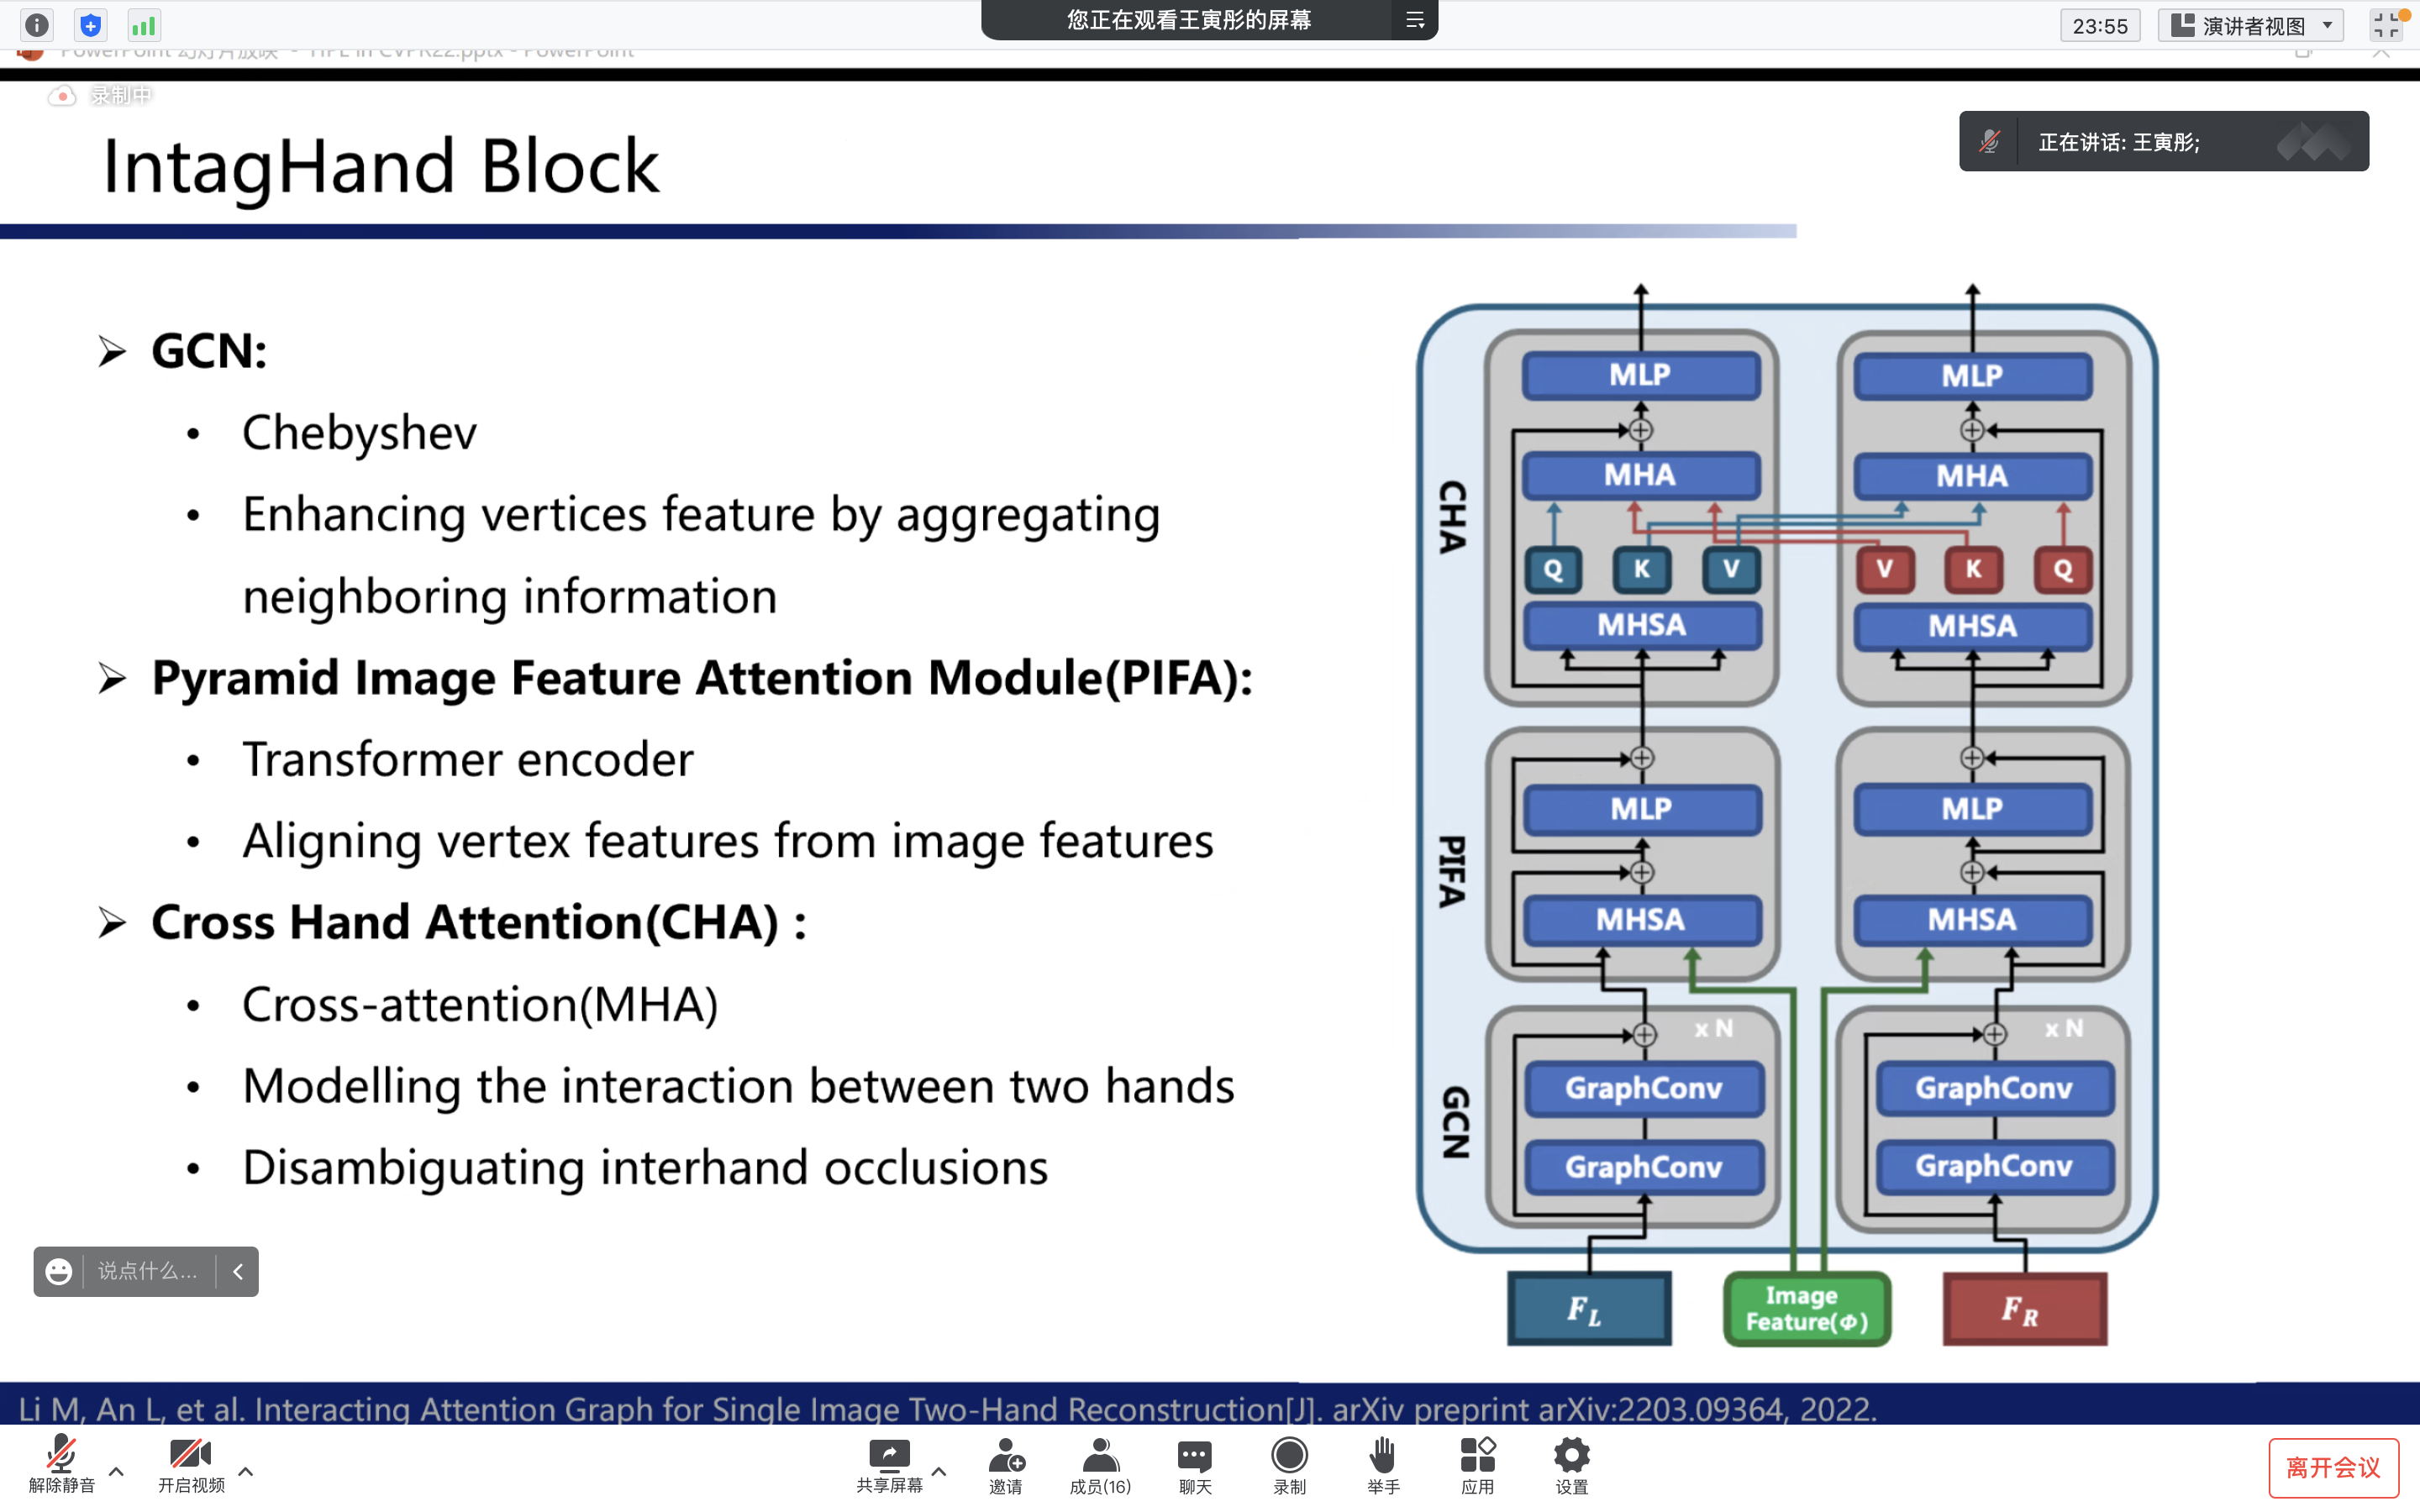 您正在观看王寅彤的屏幕
23:55
演讲者视图
PowerPoint 幻灯片放映 - HPE in CVPR22.pptx - PowerPoint
录制中
IntagHand Block
正在讲话: 王寅彤;
➢ GCN:
• Chebyshev
• Enhancing vertices feature by aggregating
neighboring information
➢ Pyramid Image Feature Attention Module(PIFA):
• Transformer encoder
• Aligning vertex features from image features
➢ Cross Hand Attention(CHA) :
• Cross-attention(MHA)
• Modelling the interaction between two hands
• Disambiguating interhand occlusions
MLP
MLP
MHA
MHA
CHA
Q
K
V
V
K
Q
MHSA
MHSA
MLP
MLP
PIFA
MHSA
MHSA
x N
x N
GraphConv
GraphConv
GCN
GraphConv
GraphConv
F_L
Image
Feature(Φ)
F_R
说点什么...
Li M, An L, et al. Interacting Attention Graph for Single Image Two-Hand Reconstruction[J]. arXiv preprint arXiv:2203.09364, 2022.
解除静音
开启视频
共享屏幕
邀请
成员(16)
聊天
录制
举手
应用
设置
离开会议